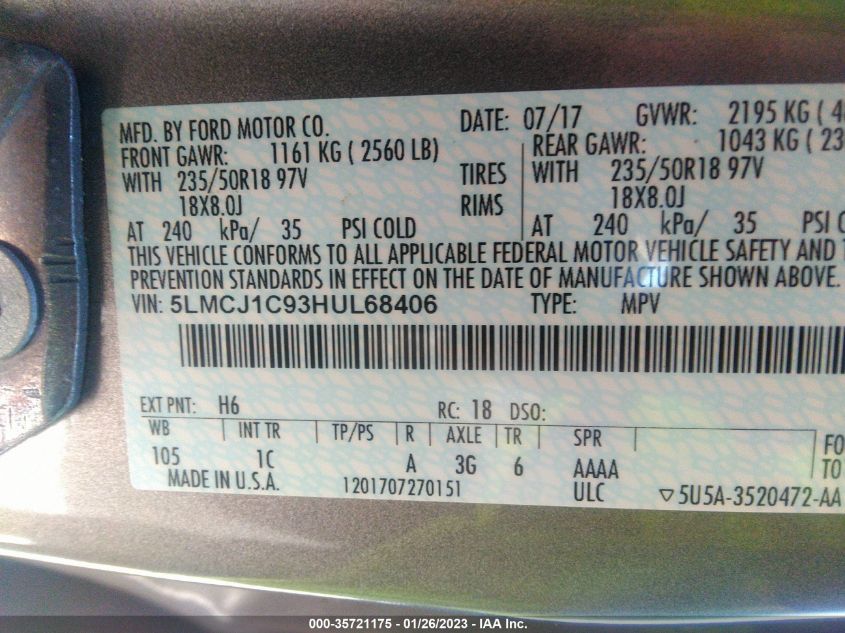 MFD. BY FORD MOTOR CO. DATE: 07/17 GVWR: 2195 KG (
FRONT GAWR: 1161 KG ( 2560 LB) REAR GAWR: 1043 KG (
WITH 235/50R18 97V TIRES WITH 235/50R18 97V
18X8.0J RIMS 18X8.0J
AT 240 kPa/ 35 PSI COLD AT 240 kPa/ 35 PSI
THIS VEHICLE CONFORMS TO ALL APPLICABLE FEDERAL MOTOR VEHICLE SAFETY AND
PREVENTION STANDARDS IN EFFECT ON THE DATE OF MANUFACTURE SHOWN ABOVE.
VIN: 5LMCJ1C93HUL68406 TYPE: MPV
EXT PNT: H6 RC: 18 DSO:
WB INT TR TP/PS R AXLE TR SPR
105 1C A 3G 6 AAAA TO
MADE IN U.S.A. 1201707270151 ULC ▽5U5A-3520472-AA
000-35721175 - 01/26/2023 - IAA Inc.